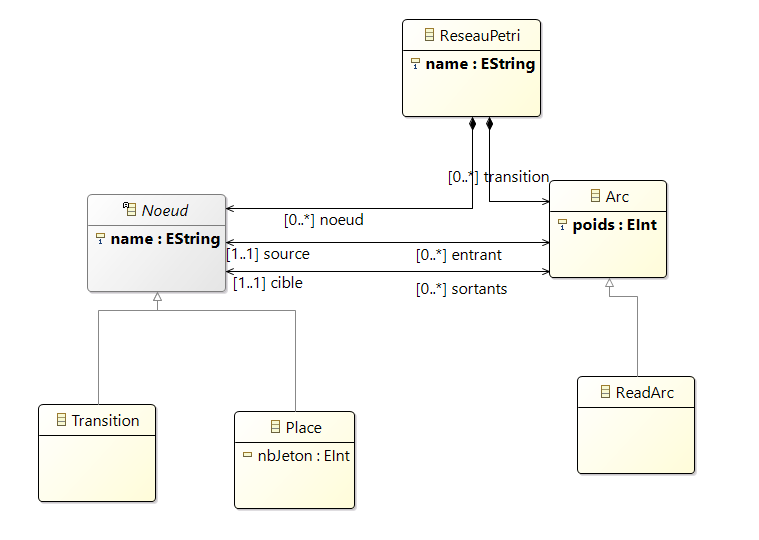 ReseauPetri
name : EString
[0..*] transition
Noeud
name : EString
[0..*] noeud
Arc
poids : EInt
[1..1] source
[0..*] entrant
[1..1] cible
[0..*] sortants
Transition
Place
nbJeton : EInt
ReadArc